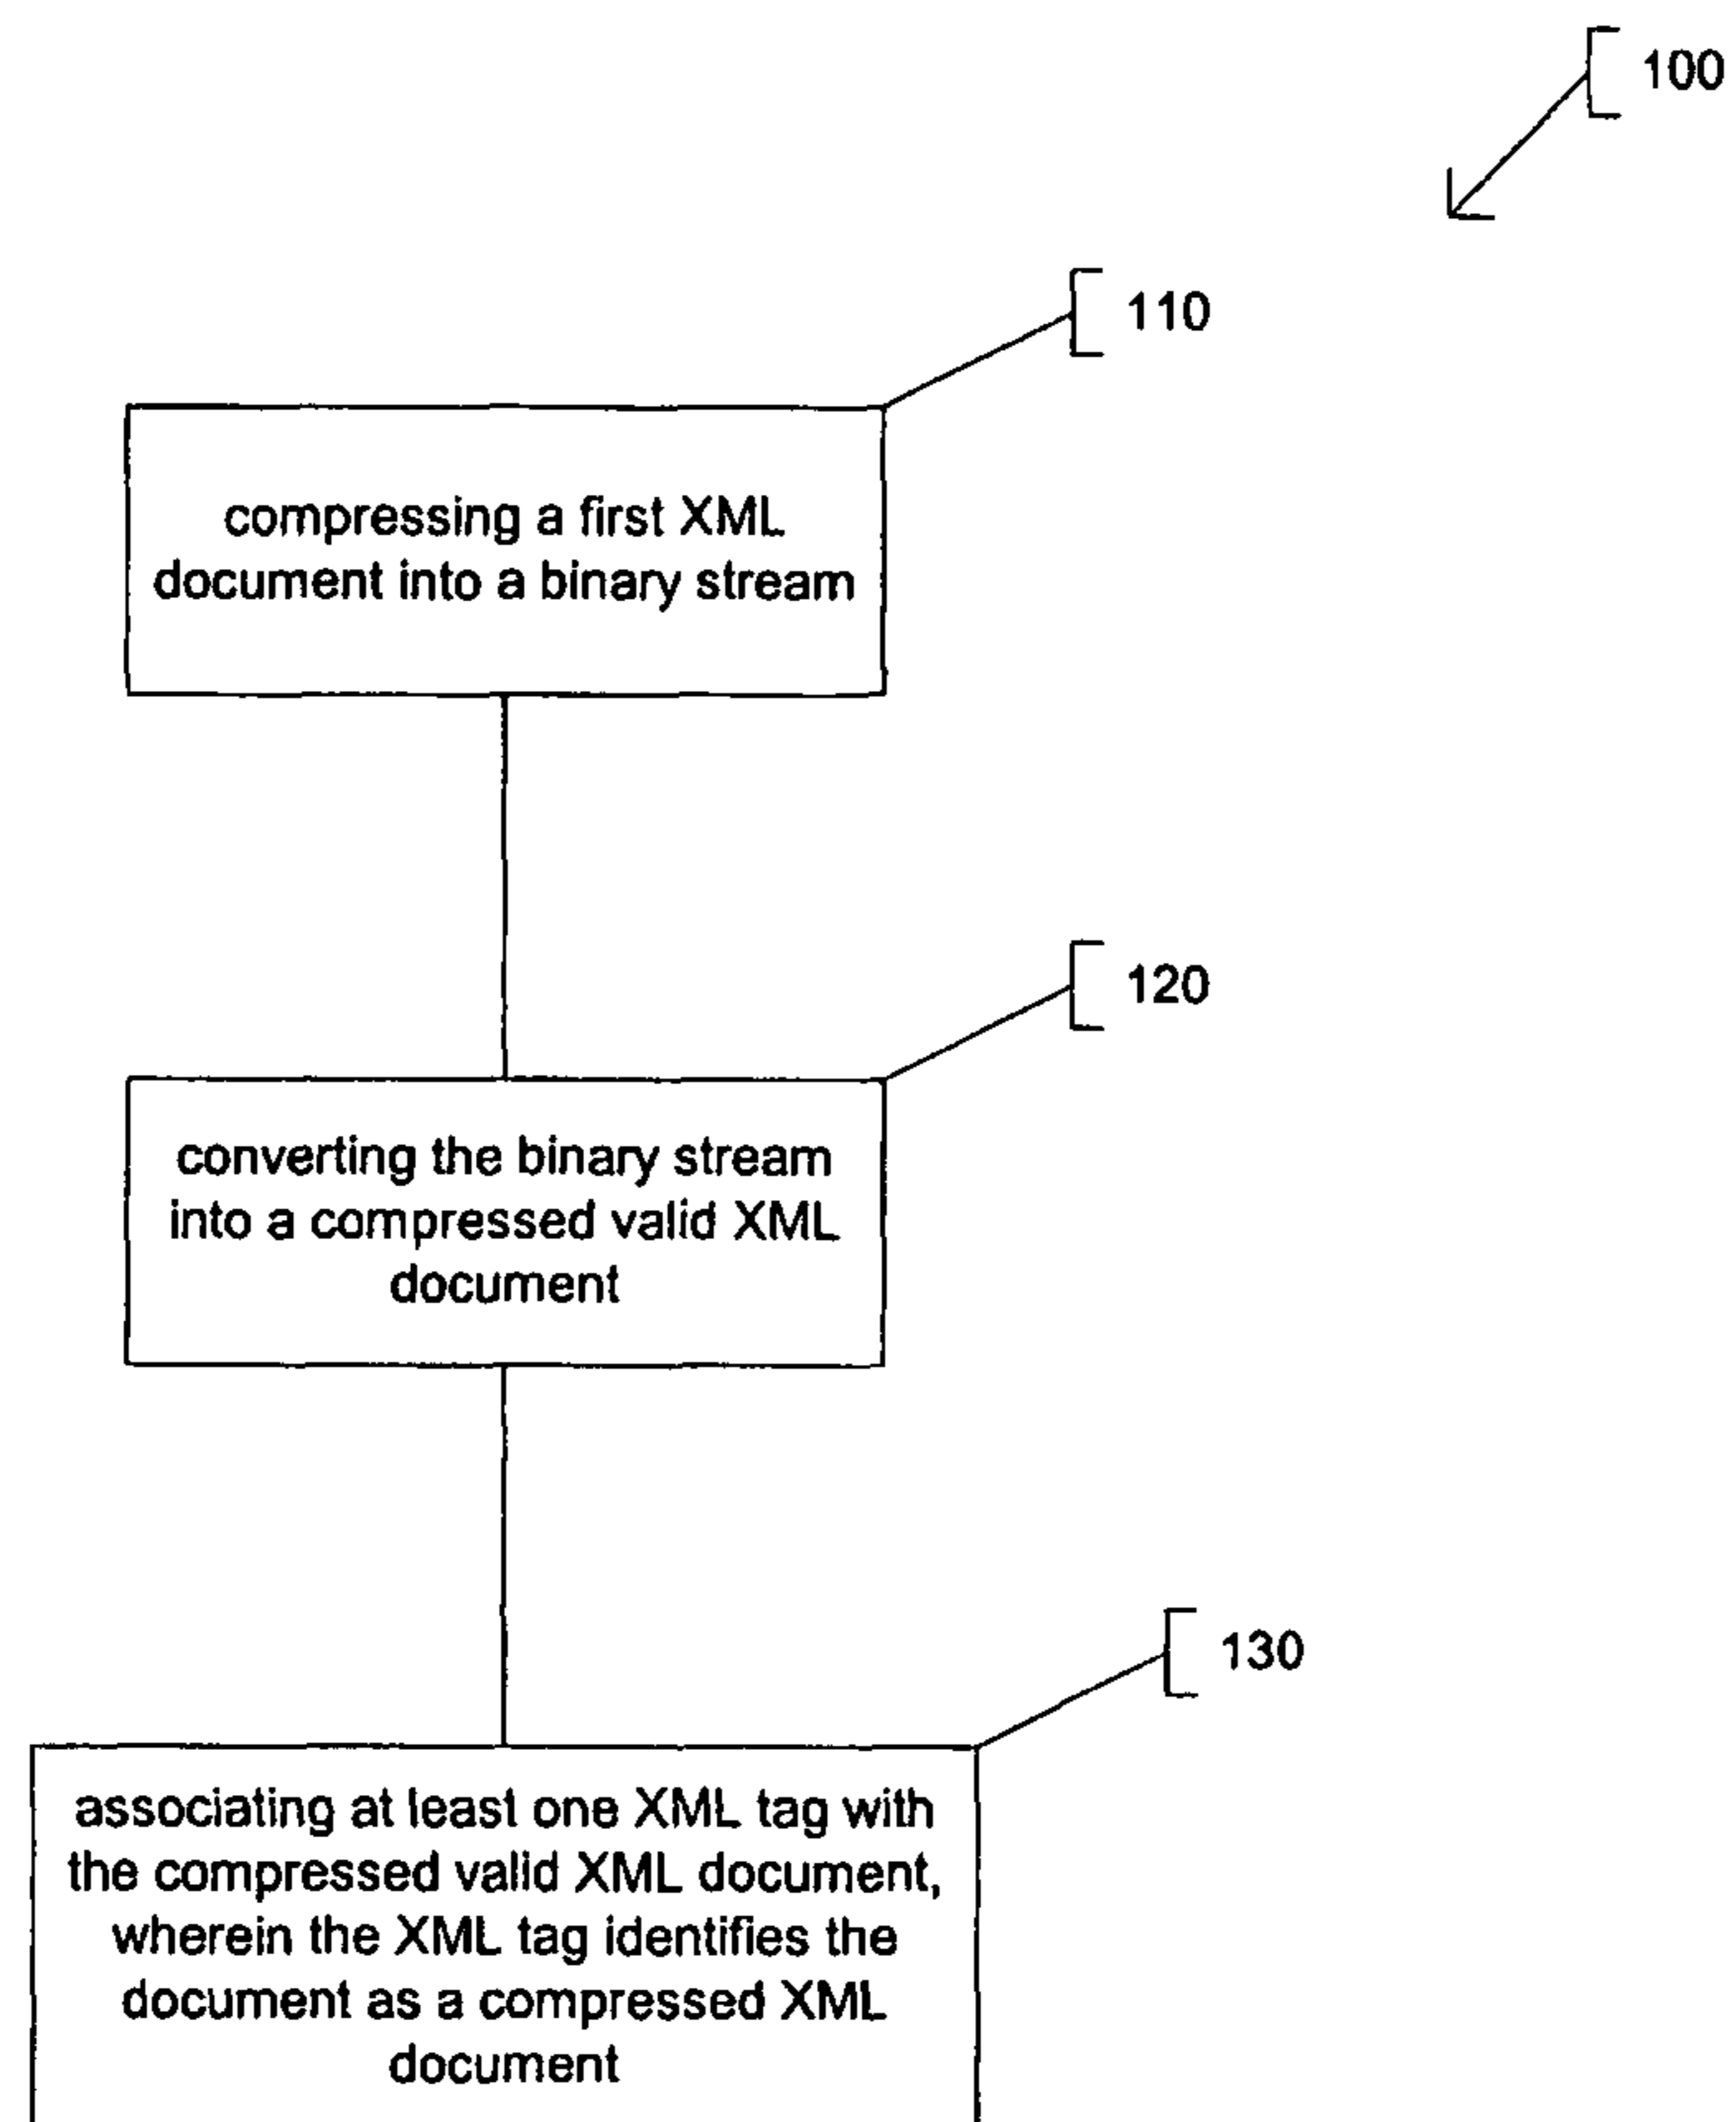 100
110
compressing a first XML
document into a binary stream
120
converting the binary stream
into a compressed valid XML
document
130
associating at least one XML tag with
the compressed valid XML document,
wherein the XML tag identifies the
document as a compressed XML
document